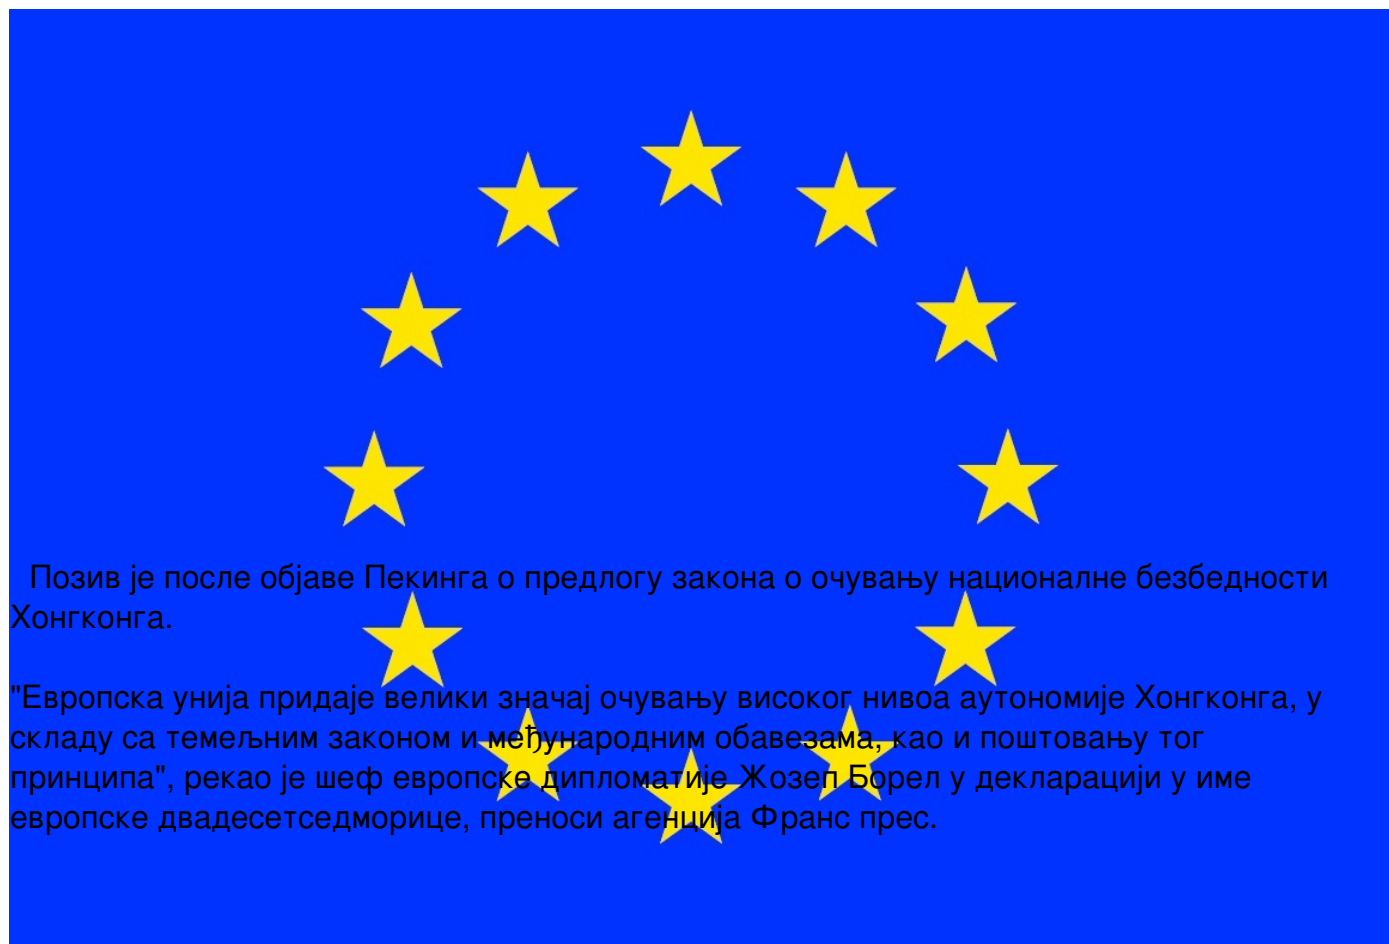 Позив је после објаве Пекинга о предлогу закона о очувању националне безбедности
Хонгконга.
"Европска унија придаје велики значај очувању високог нивоа аутономије Хонгконга, у
складу са темељним законом и међународним обавезама, као и поштовању тог
принципа", рекао је шеф европске дипломатије Жозеп Борел у декларацији у име
европске двадесетседморице, преноси агенција Франс прес.